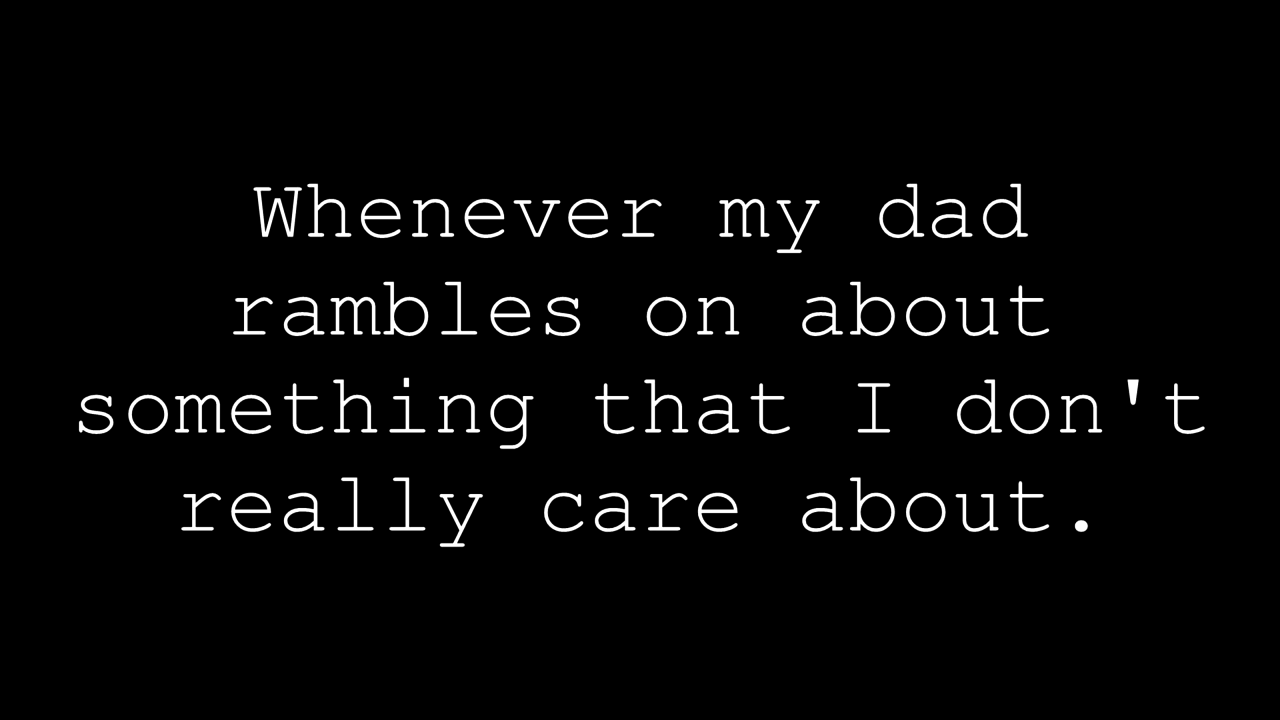 Whenever my dad
rambles on about
something that I don't
really care about.